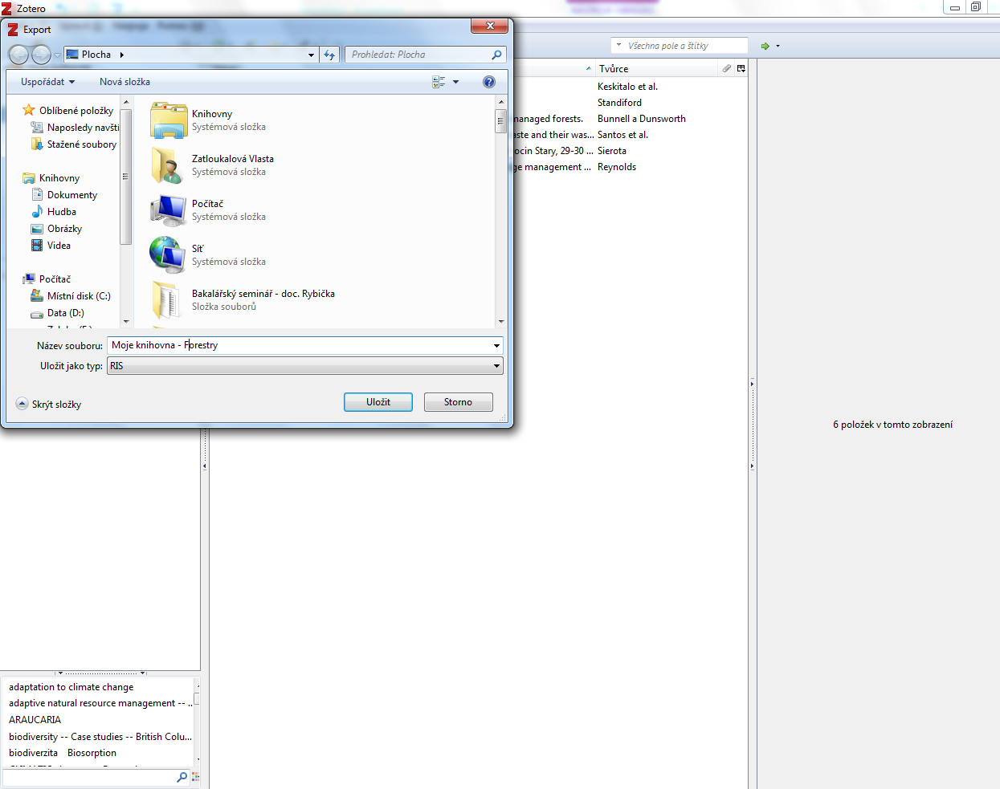 Zotero
Export
Plocha
Prohledat: Plocha
Všechna pole a štítky
Uspořádat
Nová složka
Tvůrce
Oblíbené položky
Naposledy navšti
Stažené soubory
Knihovny
Dokumenty
Hudba
Obrázky
Videa
Počítač
Místní disk (C:)
Data (D:)
Knihovny
Systémová složka
Zatloukalová Vlasta
Systémová složka
Počítač
Systémová složka
Síť
Systémová složka
Bakalářský seminář - doc. Rybička
Složka souborů
Keskitalo et al.
Standiford
managed forests. Bunnell a Dunsworth
aste and their was... Santos et al.
ocin Stary, 29-30 ... Sierota
ge management ... Reynolds
Název souboru: Moje knihovna - Forestry
Uložit jako typ: RIS
Skrýt složky
Uložit
Storno
6 položek v tomto zobrazení
adaptation to climate change
adaptive natural resource management -- ..
ARAUCARIA
biodiversity -- Case studies -- British Colu...
biodiverzita Biosorption